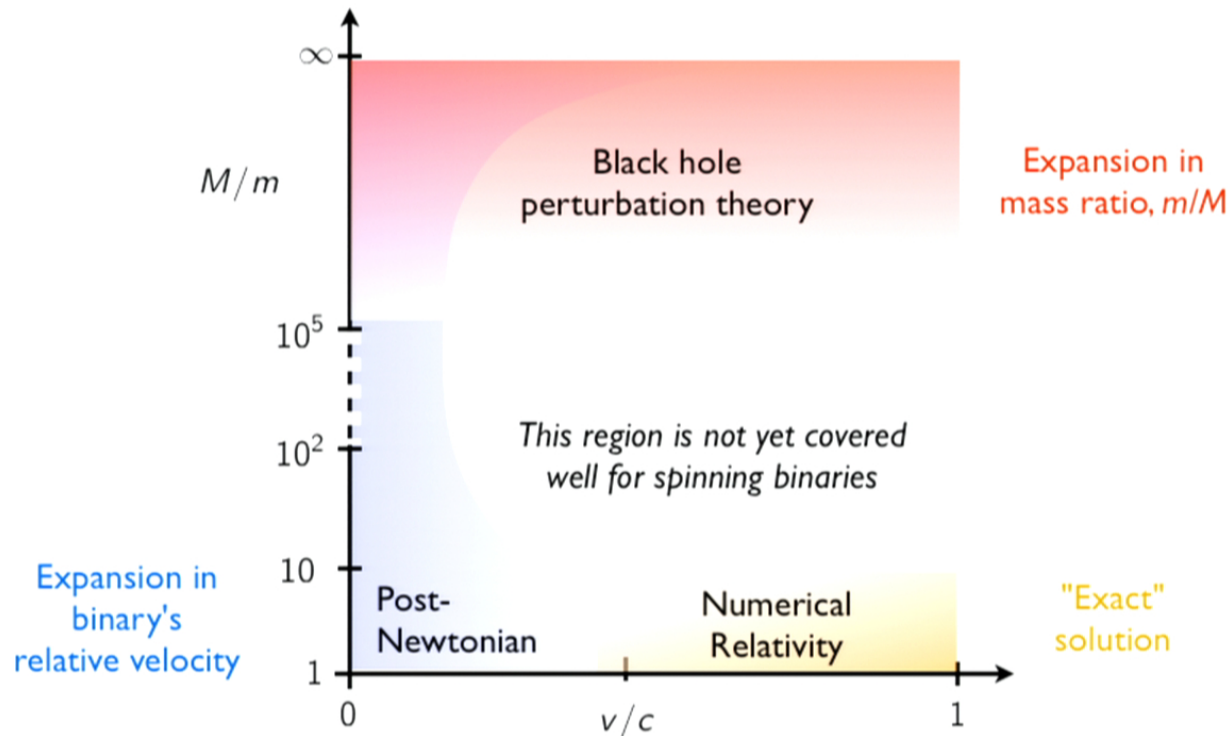 ∞
M/m
Black hole
perturbation theory
Expansion in
mass ratio, m/M
10⁵
10²
This region is not yet covered
well for spinning binaries
10
Expansion in
binary's
relative velocity
Post-
Newtonian
Numerical
Relativity
"Exact"
solution
1
0
v/c
1